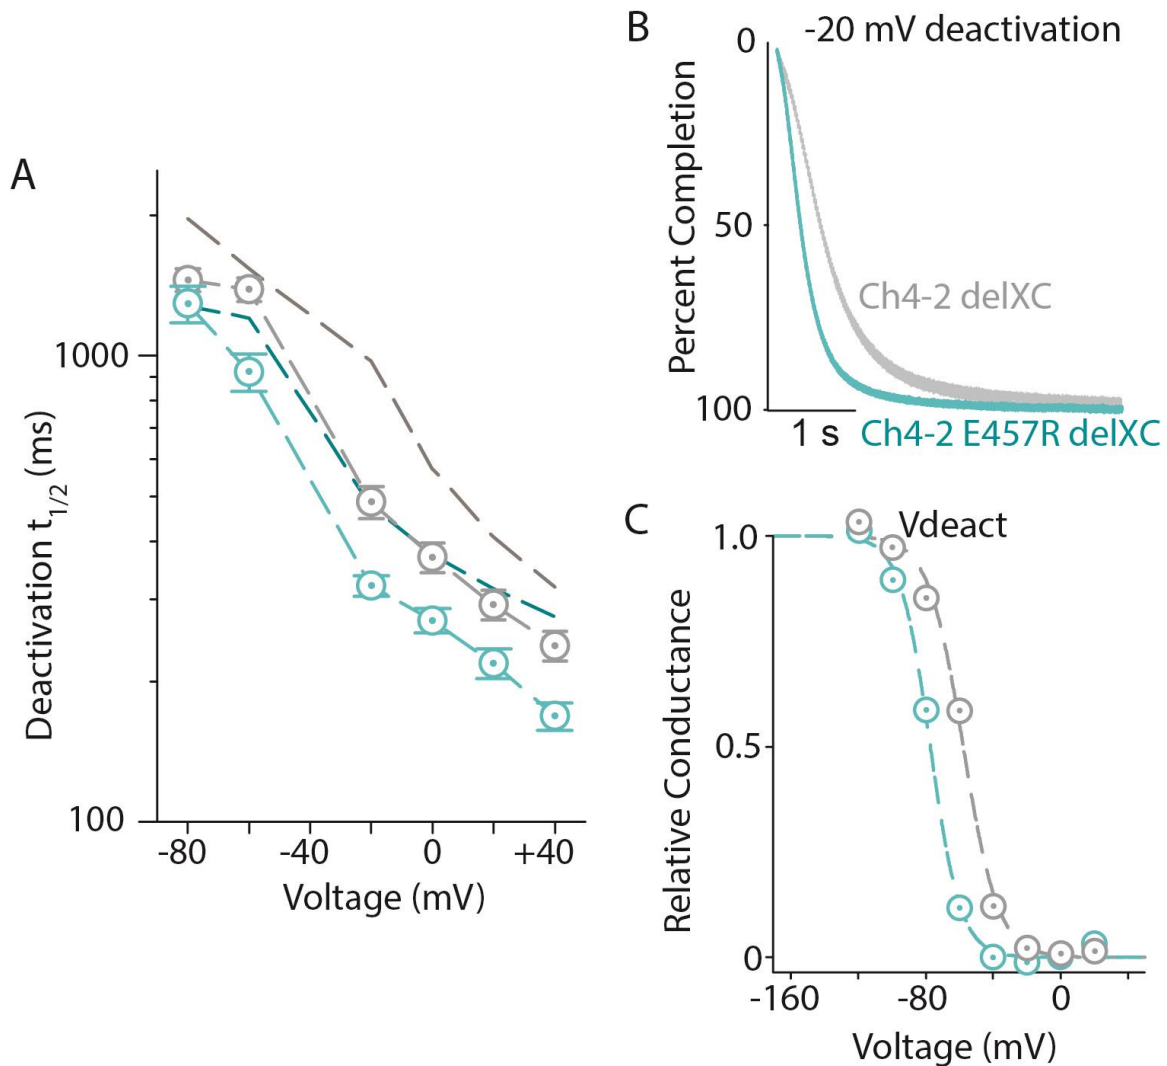 A
Deactivation t1/2 (ms)
1000
100
-80
-40
0
+40
Voltage (mV)
B
-20 mV deactivation
Percent Completion
0
50
100
1 s
Ch4-2 delXC
Ch4-2 E457R delXC
C
Vdeact
Relative Conductance
1.0
0.5
0
-160
-80
0
Voltage (mV)